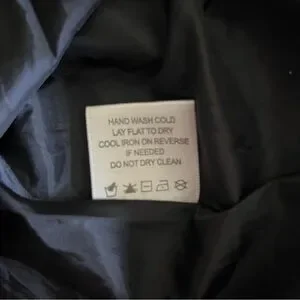 HAND WASH COLD
LAY FLAT TO DRY
COOL IRON ON REVERSE
IF NEEDED
DO NOT DRY CLEAN